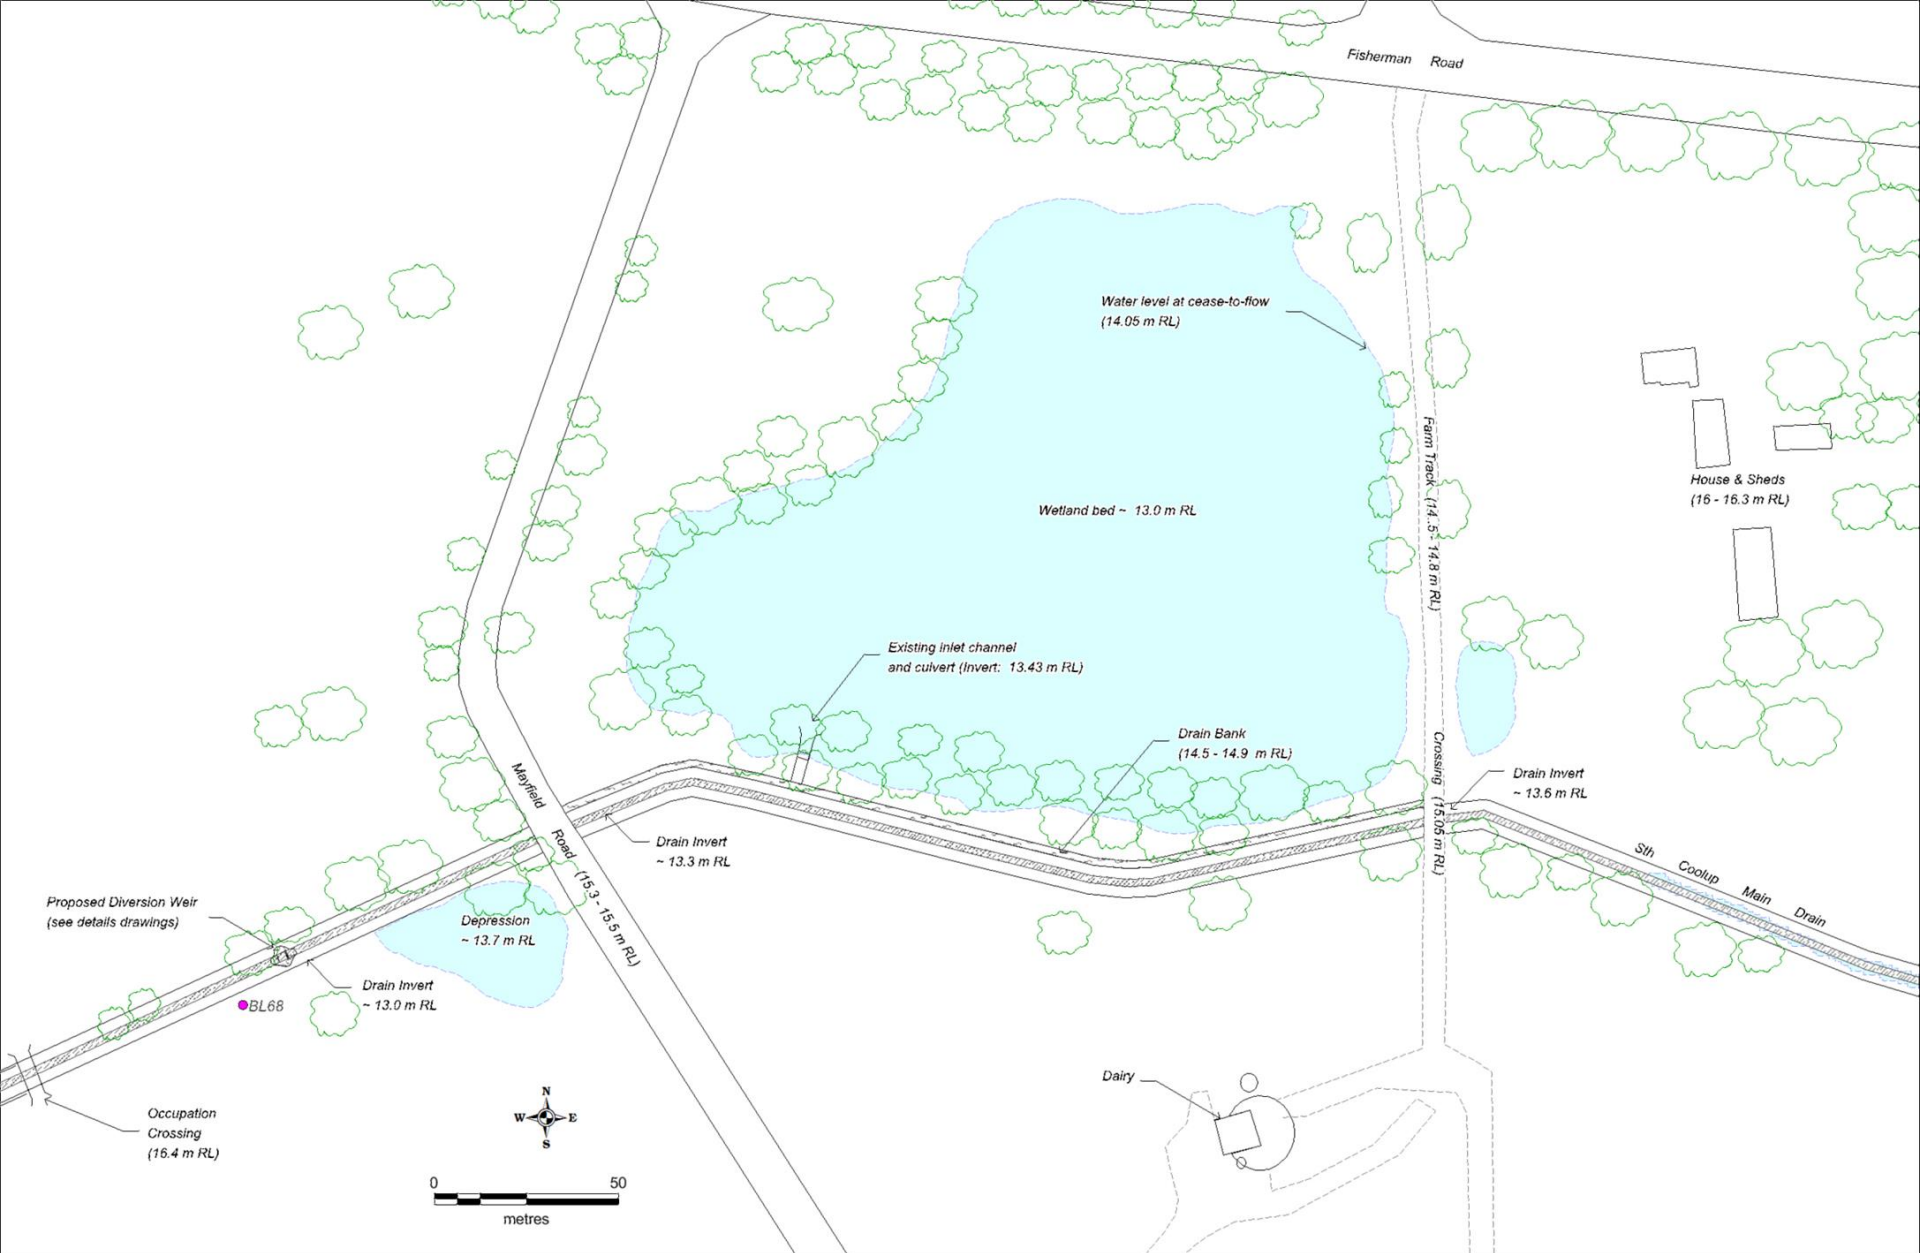 Fisherman Road
Water level at cease-to-flow
(14.05 m RL)
Farm Track (14..5 - 14.8 m RL)
House & Sheds
(16 - 16.3 m RL)
Wetland bed ~ 13.0 m RL
Existing inlet channel
and culvert (Invert: 13.43 m RL)
Drain Bank
(14.5 - 14.9 m RL)
Crossing (15.05 m RL)
Drain Invert
~ 13.6 m RL
Mayfield Road (15.3 - 15.5 m RL)
Drain Invert
~ 13.3 m RL
Sth Coolup Main Drain
Proposed Diversion Weir
(see details drawings)
Depression
~ 13.7 m RL
Drain Invert
~ 13.0 m RL
BL68
Dairy
Occupation
Crossing
(16.4 m RL)
N
W E
S
0 50
metres